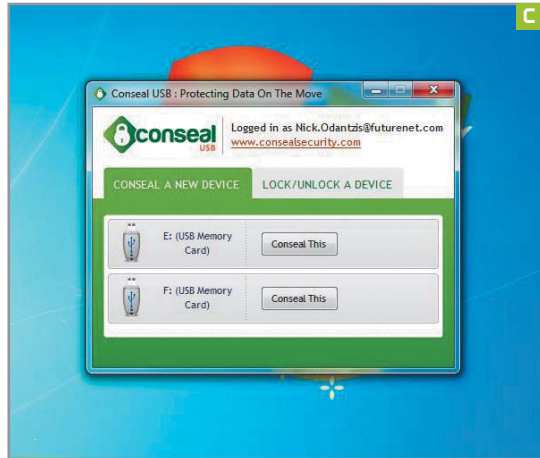 C
Conseal USB : Protecting Data On The Move
conseal
USB
Logged in as Nick.Odantzis@futurenet.com
www.consealsecurity.com
CONSEAL A NEW DEVICE
LOCK/UNLOCK A DEVICE
E: (USB Memory
Card)
Conseal This
F: (USB Memory
Card)
Conseal This